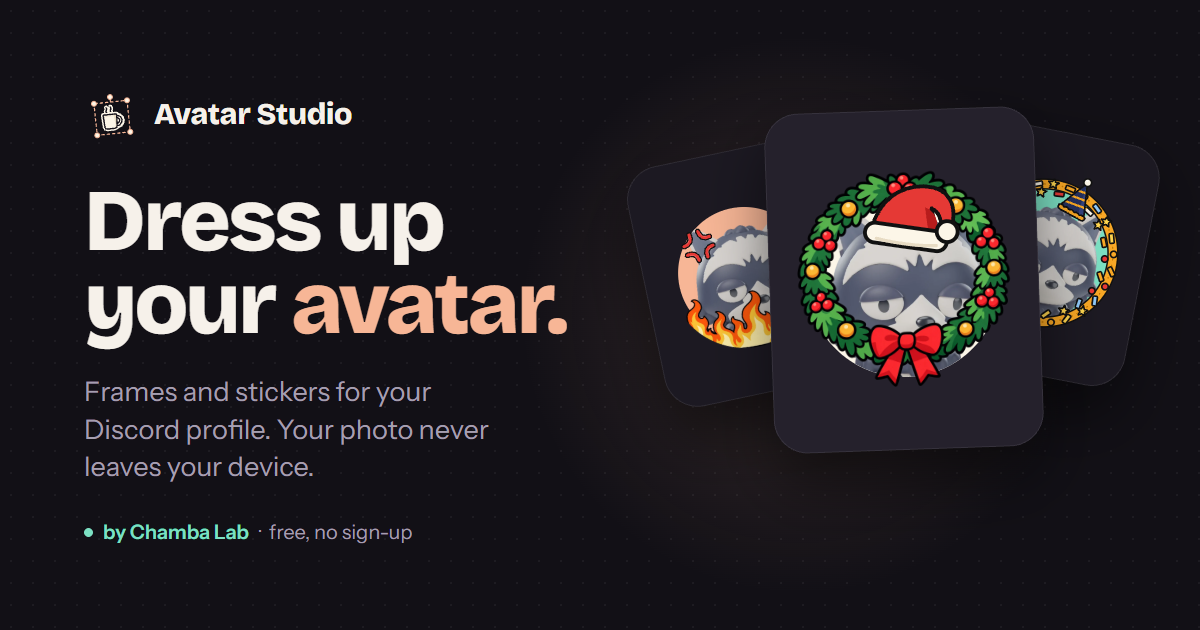 Avatar Studio
Dress up
your avatar.
Frames and stickers for your
Discord profile. Your photo never
leaves your device.
by Chamba Lab · free, no sign-up